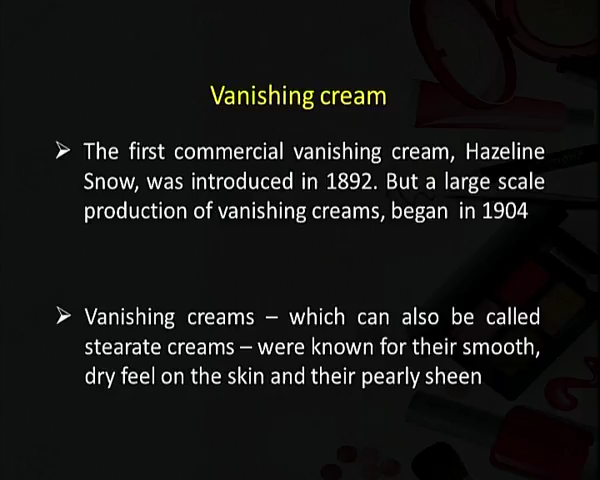 Vanishing cream
➢ The first commercial vanishing cream, Hazeline
Snow, was introduced in 1892. But a large scale
production of vanishing creams, began in 1904
➢ Vanishing creams – which can also be called
stearate creams – were known for their smooth,
dry feel on the skin and their pearly sheen